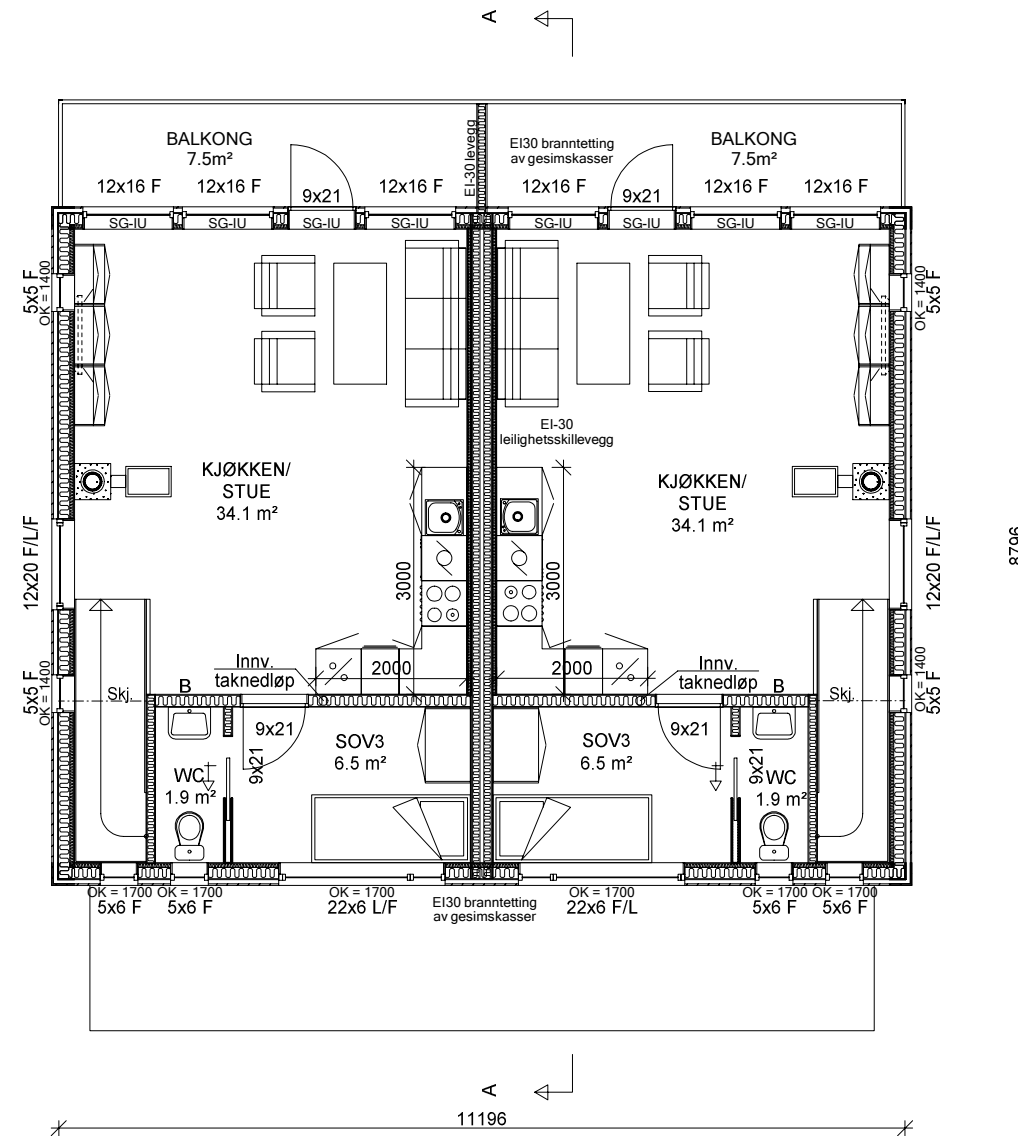 A
BALKONG
7.5m²
EI-30 levegg
EI30 branntetting
av gesimskasser
BALKONG
7.5m²
12x16 F
12x16 F
9x21
12x16 F
12x16 F
9x21
12x16 F
12x16 F
SG-IU
SG-IU
SG-IU
SG-IU
SG-IU
SG-IU
SG-IU
SG-IU
5x5 F
OK = 1400
OK = 1400
5x5 F
EI-30
leilighetsskillevegg
KJØKKEN/
STUE
34.1 m²
KJØKKEN/
STUE
34.1 m²
12x20 F/L/F
3000
3000
12x20 F/L/F
8796
Innv.
taknedløp
2000
2000
Innv.
taknedløp
5x5 F
OK = 1400
Skj.
B
B
Skj.
OK = 1400
5x5 F
9x21
9x21
SOV3
6.5 m²
SOV3
6.5 m²
9x21
9x21
WC
1.9 m²
WC
1.9 m²
OK = 1700
OK = 1700
5x6 F
5x6 F
OK = 1700
22x6 L/F
EI30 branntetting
av gesimskasser
OK = 1700
22x6 F/L
OK = 1700
OK = 1700
5x6 F
5x6 F
A
11196